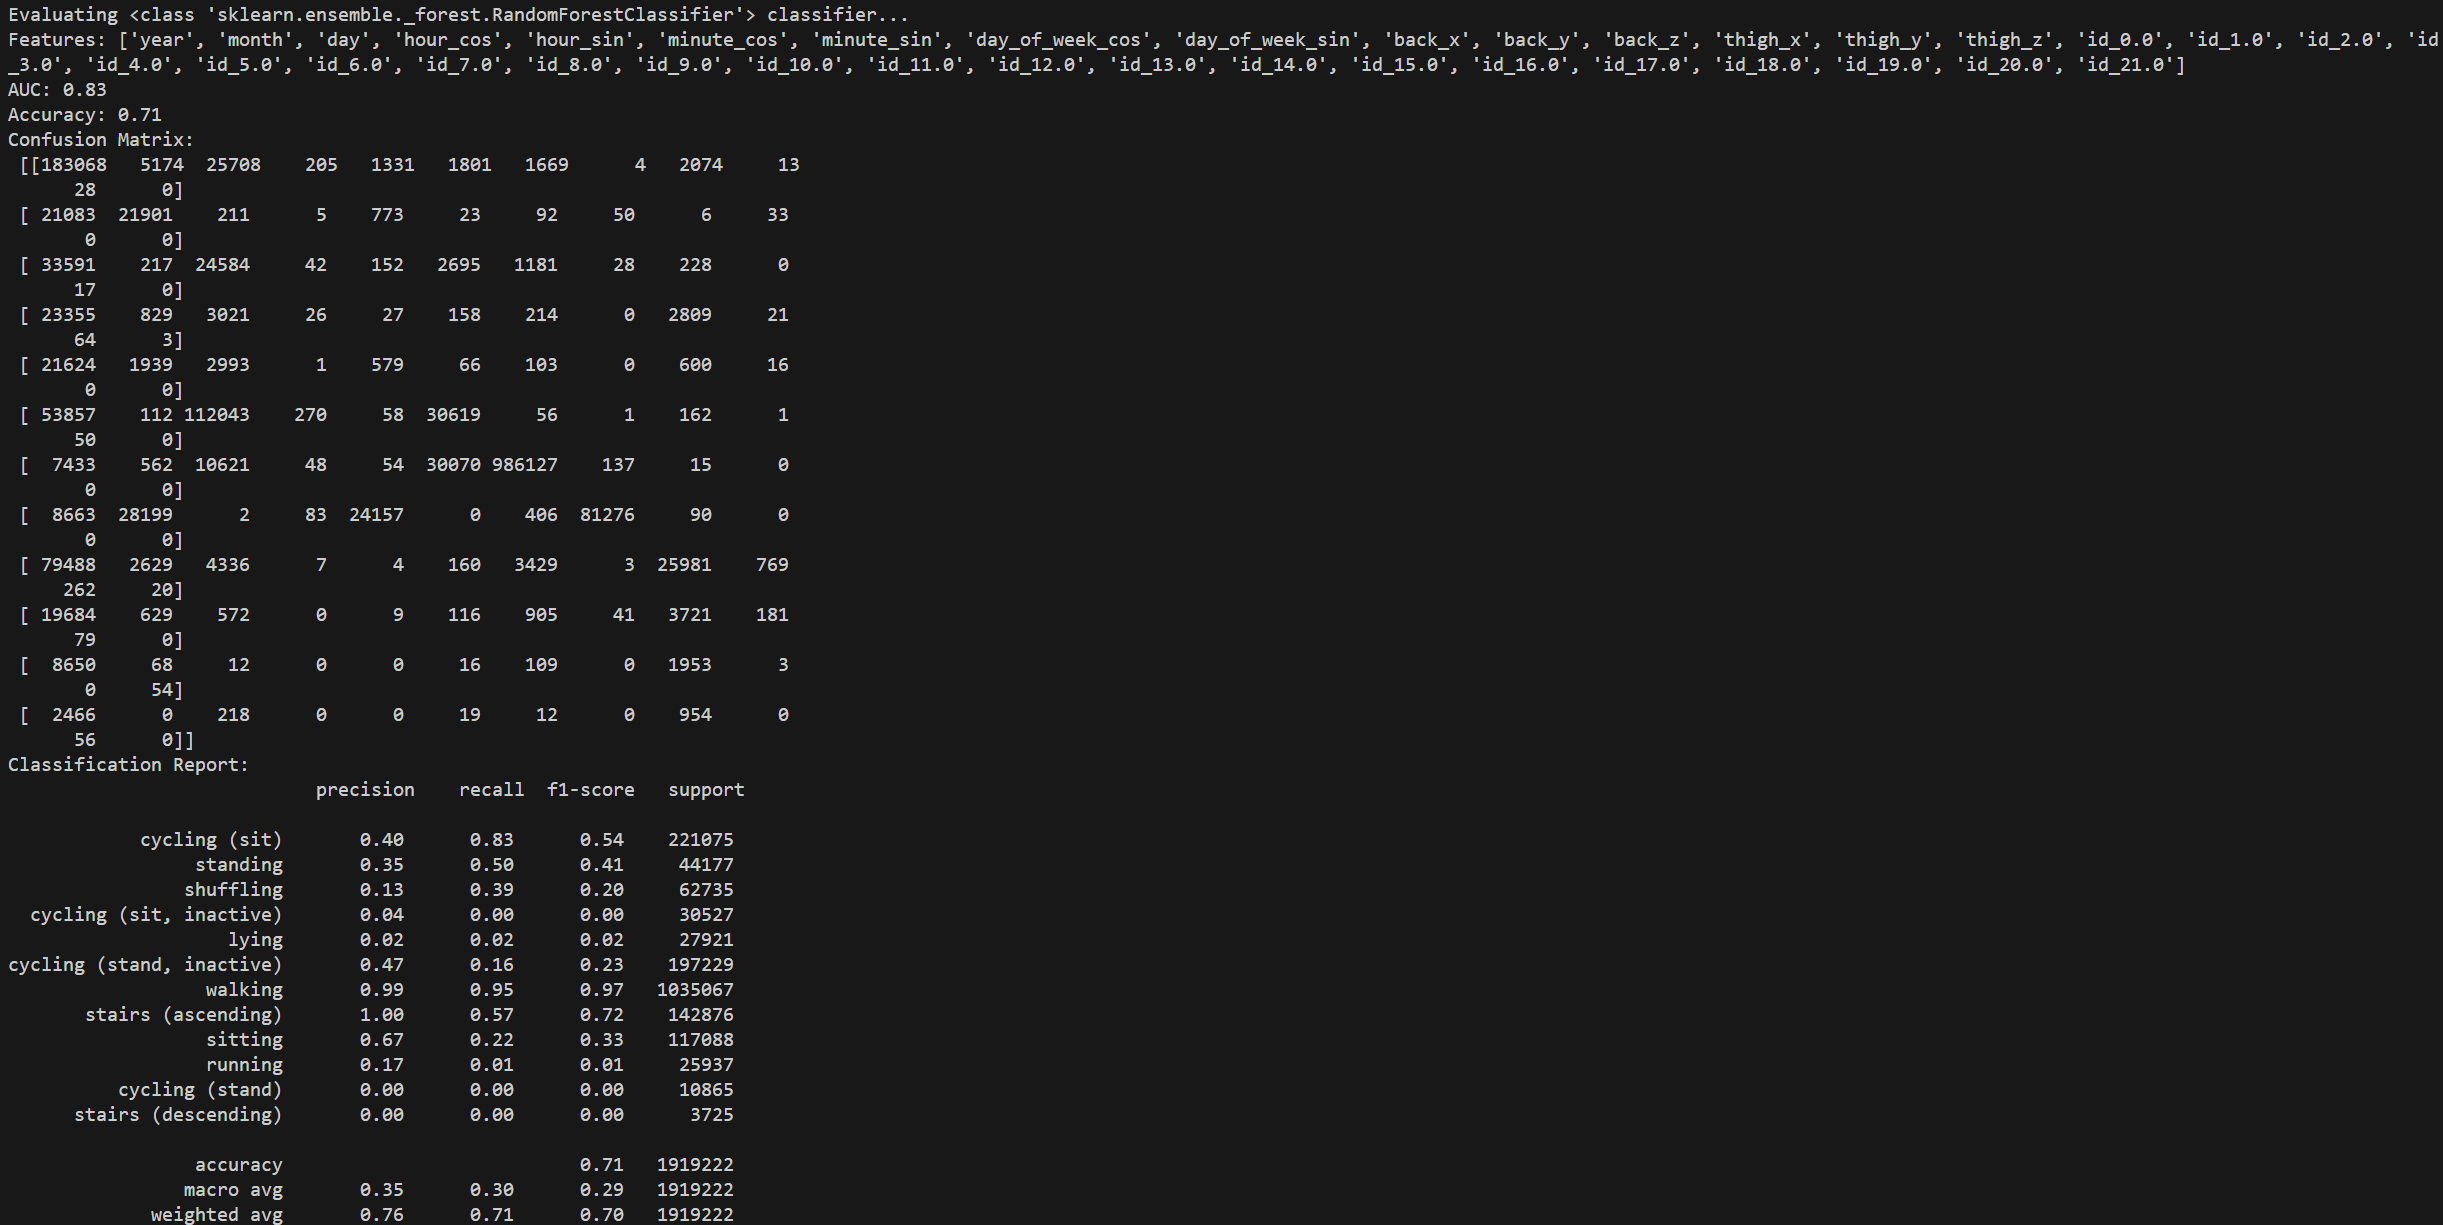 Evaluating <class 'sklearn.ensemble._forest.RandomForestClassifier'> classifier...
Features: ['year', 'month', 'day', 'hour_cos', 'hour_sin', 'minute_cos', 'minute_sin', 'day_of_week_cos', 'day_of_week_sin', 'back_x', 'back_y', 'back_z', 'thigh_x', 'thigh_y', 'thigh_z', 'id_0.0', 'id_1.0', 'id_2.0', 'id
_3.0', 'id_4.0', 'id_5.0', 'id_6.0', 'id_7.0', 'id_8.0', 'id_9.0', 'id_10.0', 'id_11.0', 'id_12.0', 'id_13.0', 'id_14.0', 'id_15.0', 'id_16.0', 'id_17.0', 'id_18.0', 'id_19.0', 'id_20.0', 'id_21.0']
AUC: 0.83
Accuracy: 0.71
Confusion Matrix:
[[183068 5174 25708 205 1331 1801 1669 4 2074 13
28 0]
[ 21083 21901 211 5 773 23 92 50 6 33
0 0]
[ 33591 217 24584 42 152 2695 1181 28 228 0
17 0]
[ 23355 829 3021 26 27 158 214 0 2809 21
64 3]
[ 21624 1939 2993 1 579 66 103 0 600 16
0 0]
[ 53857 112 112043 270 58 30619 56 1 162 1
50 0]
[ 7433 562 10621 48 54 30070 986127 137 15 0
0 0]
[ 8663 28199 2 83 24157 0 406 81276 90 0
0 0]
[ 79488 2629 4336 7 4 160 3429 3 25981 769
262 20]
[ 19684 629 572 0 9 116 905 41 3721 181
79 0]
[ 8650 68 12 0 0 16 109 0 1953 3
0 54]
[ 2466 0 218 0 0 19 12 0 954 0
56 0]]
Classification Report:
precision recall f1-score support
cycling (sit) 0.40 0.83 0.54 221075
standing 0.35 0.50 0.41 44177
shuffling 0.13 0.39 0.20 62735
cycling (sit, inactive) 0.04 0.00 0.00 30527
lying 0.02 0.02 0.02 27921
cycling (stand, inactive) 0.47 0.16 0.23 197229
walking 0.99 0.95 0.97 1035067
stairs (ascending) 1.00 0.57 0.72 142876
sitting 0.67 0.22 0.33 117088
running 0.17 0.01 0.01 25937
cycling (stand) 0.00 0.00 0.00 10865
stairs (descending) 0.00 0.00 0.00 3725
accuracy 0.71 1919222
macro avg 0.35 0.30 0.29 1919222
weighted avg 0.76 0.71 0.70 1919222